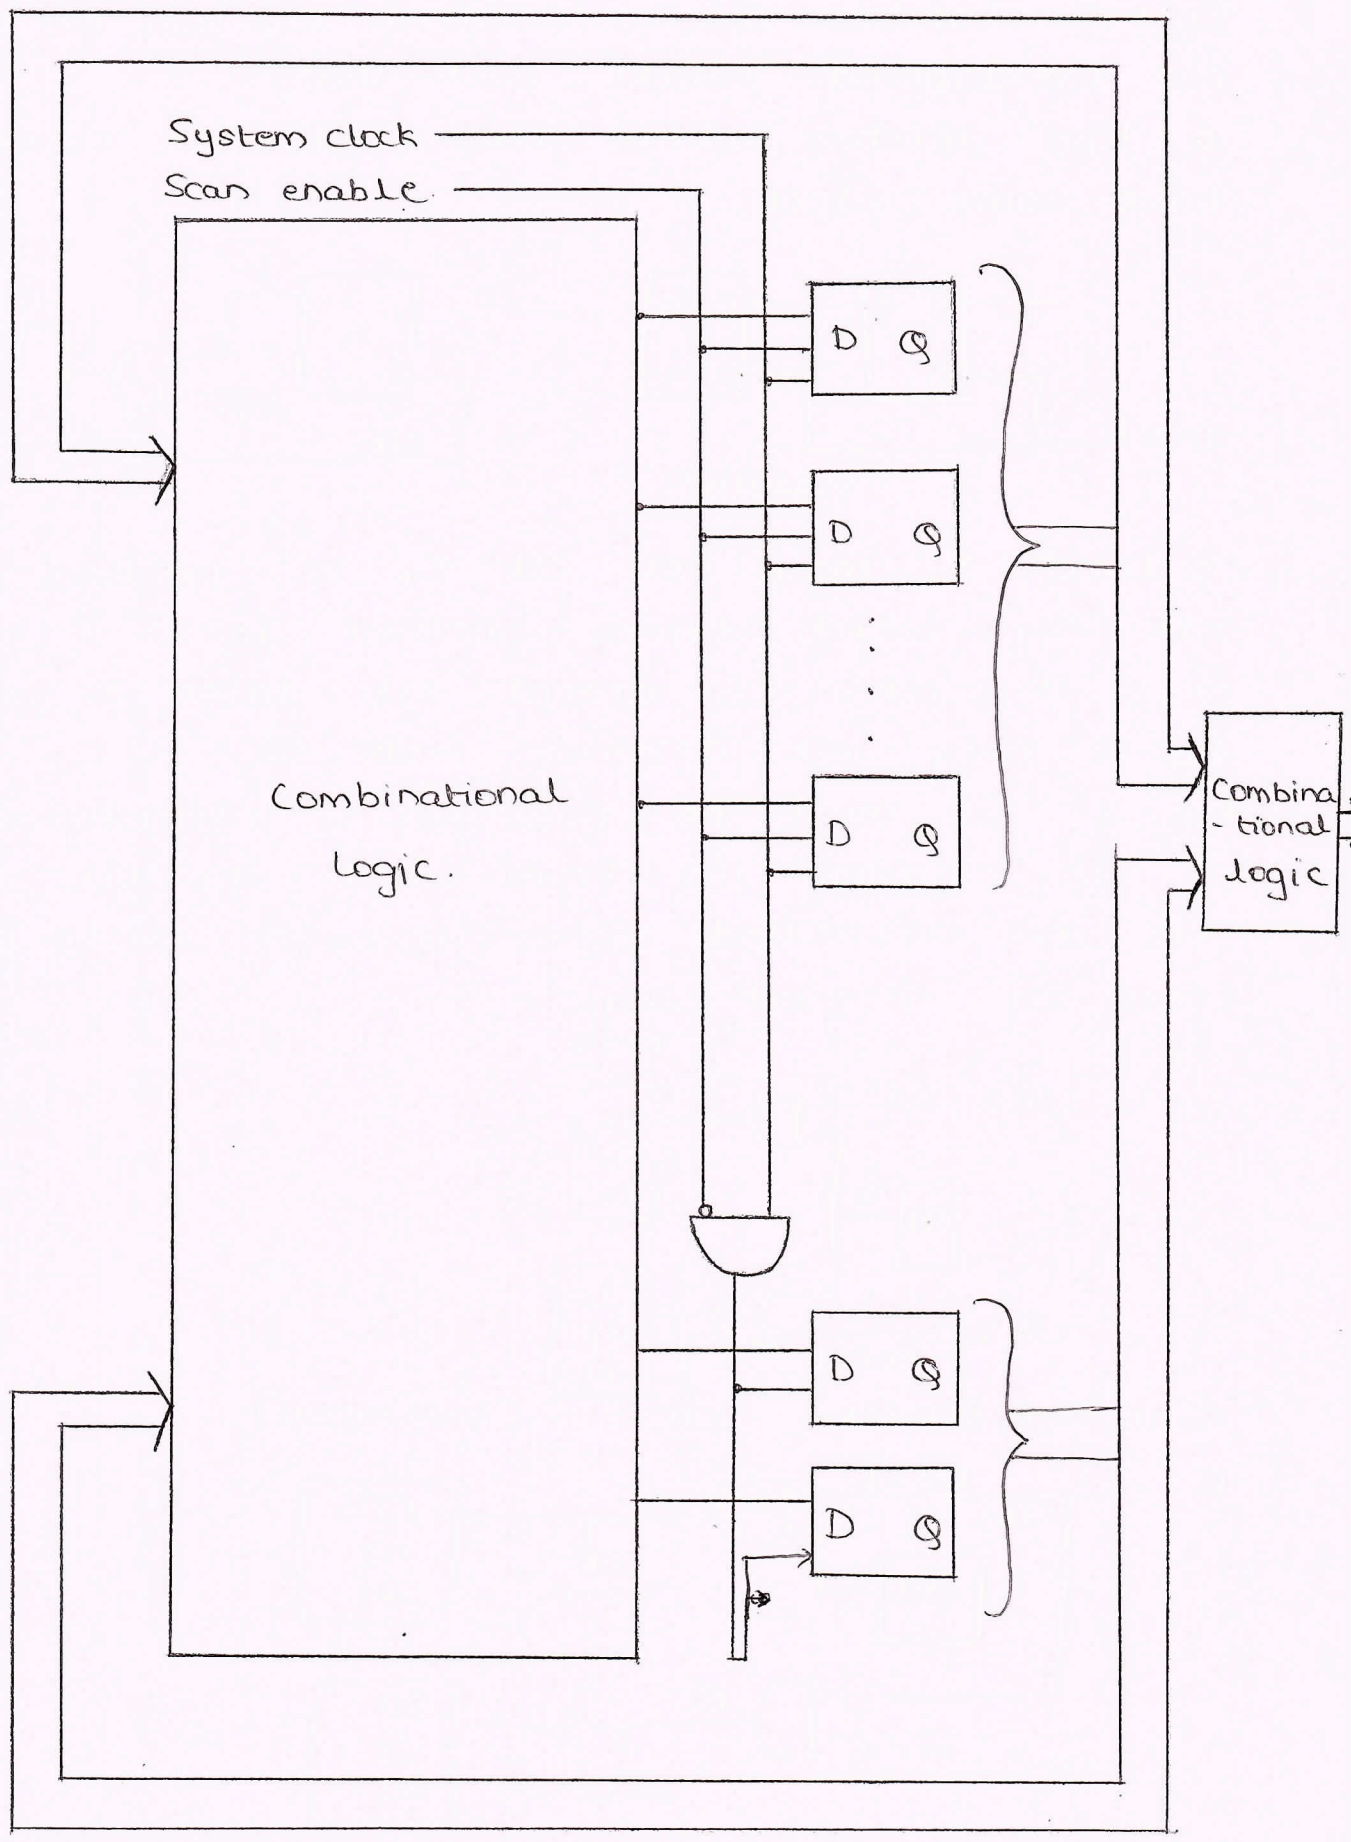 System clock
Scan enable.
D Q
D Q
Combinational
Logic.
D Q
Combina
-tional
logic
D Q
D Q